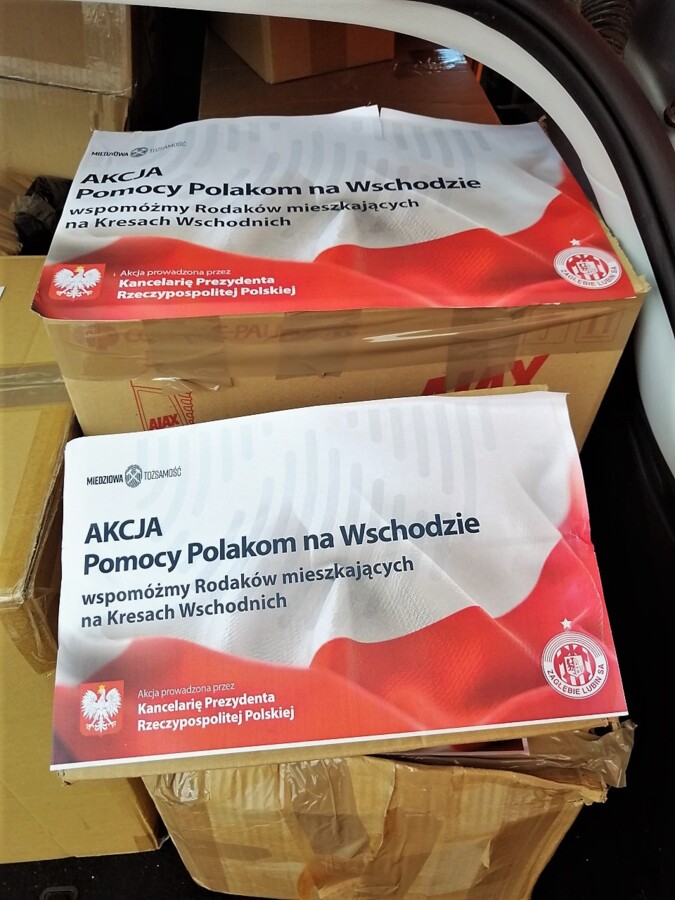 MIEDZIOWA TOŻSAMOŚĆ
AKCJA
Pomocy Polakom na Wschodzie
wspomóżmy Rodaków mieszkających
na Kresach Wschodnich
Akcja prowadzona przez
Kancelarię Prezydenta
Rzeczypospolitej Polskiej
ZAGŁĘBIE LUBIN SA
AJAX
AJAX
MIEDZIOWA TOŻSAMOŚĆ
AKCJA
Pomocy Polakom na Wschodzie
wspomóżmy Rodaków mieszkających
na Kresach Wschodnich
Akcja prowadzona przez
Kancelarię Prezydenta
Rzeczypospolitej Polskiej
ZAGŁĘBIE LUBIN SA